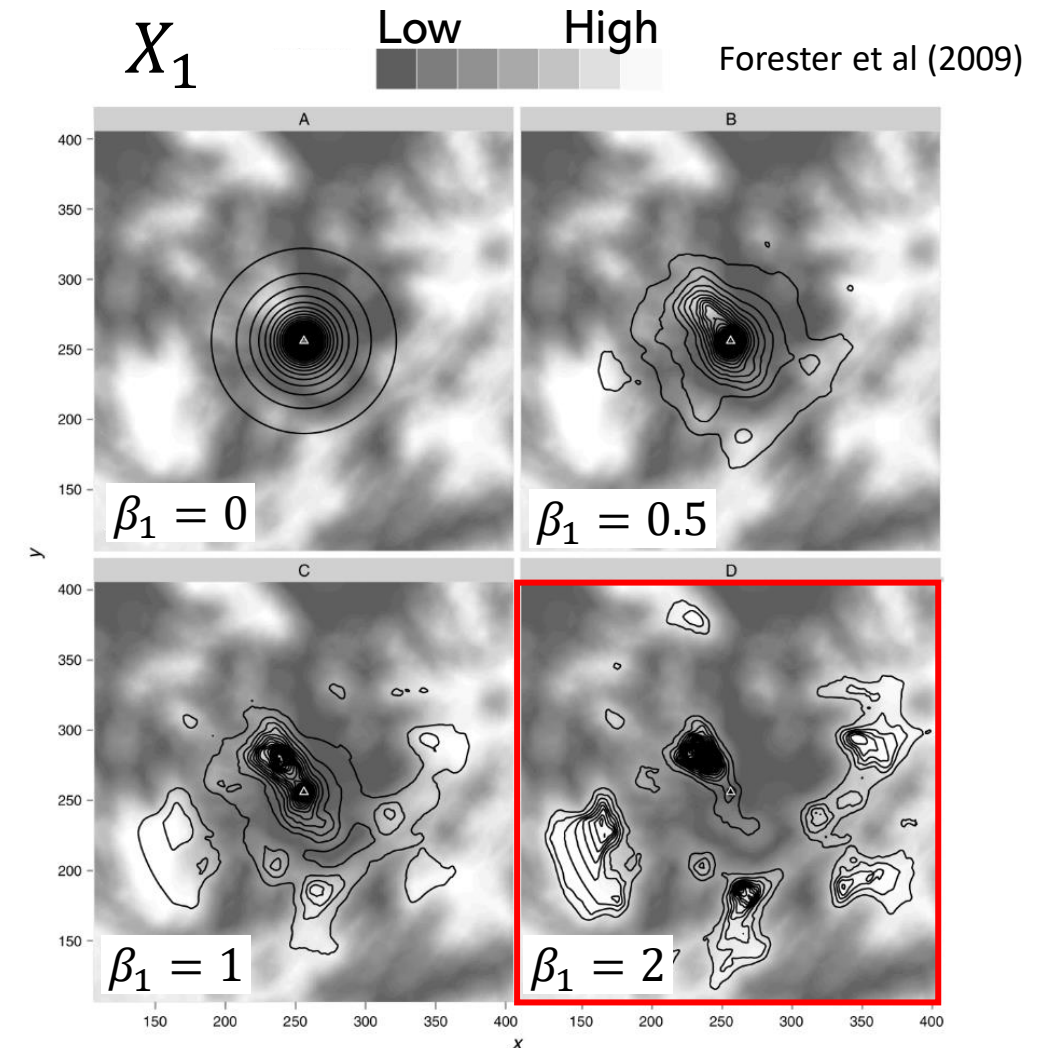 X₁
Low High
Forester et al (2009)
A B
400
350
300
250
200
150
β₁ = 0 β₁ = 0.5
y
C D
400
350
300
250
200
150
β₁ = 1 β₁ = 2
150 200 250 300 350 400 150 200 250 300 350 400
x